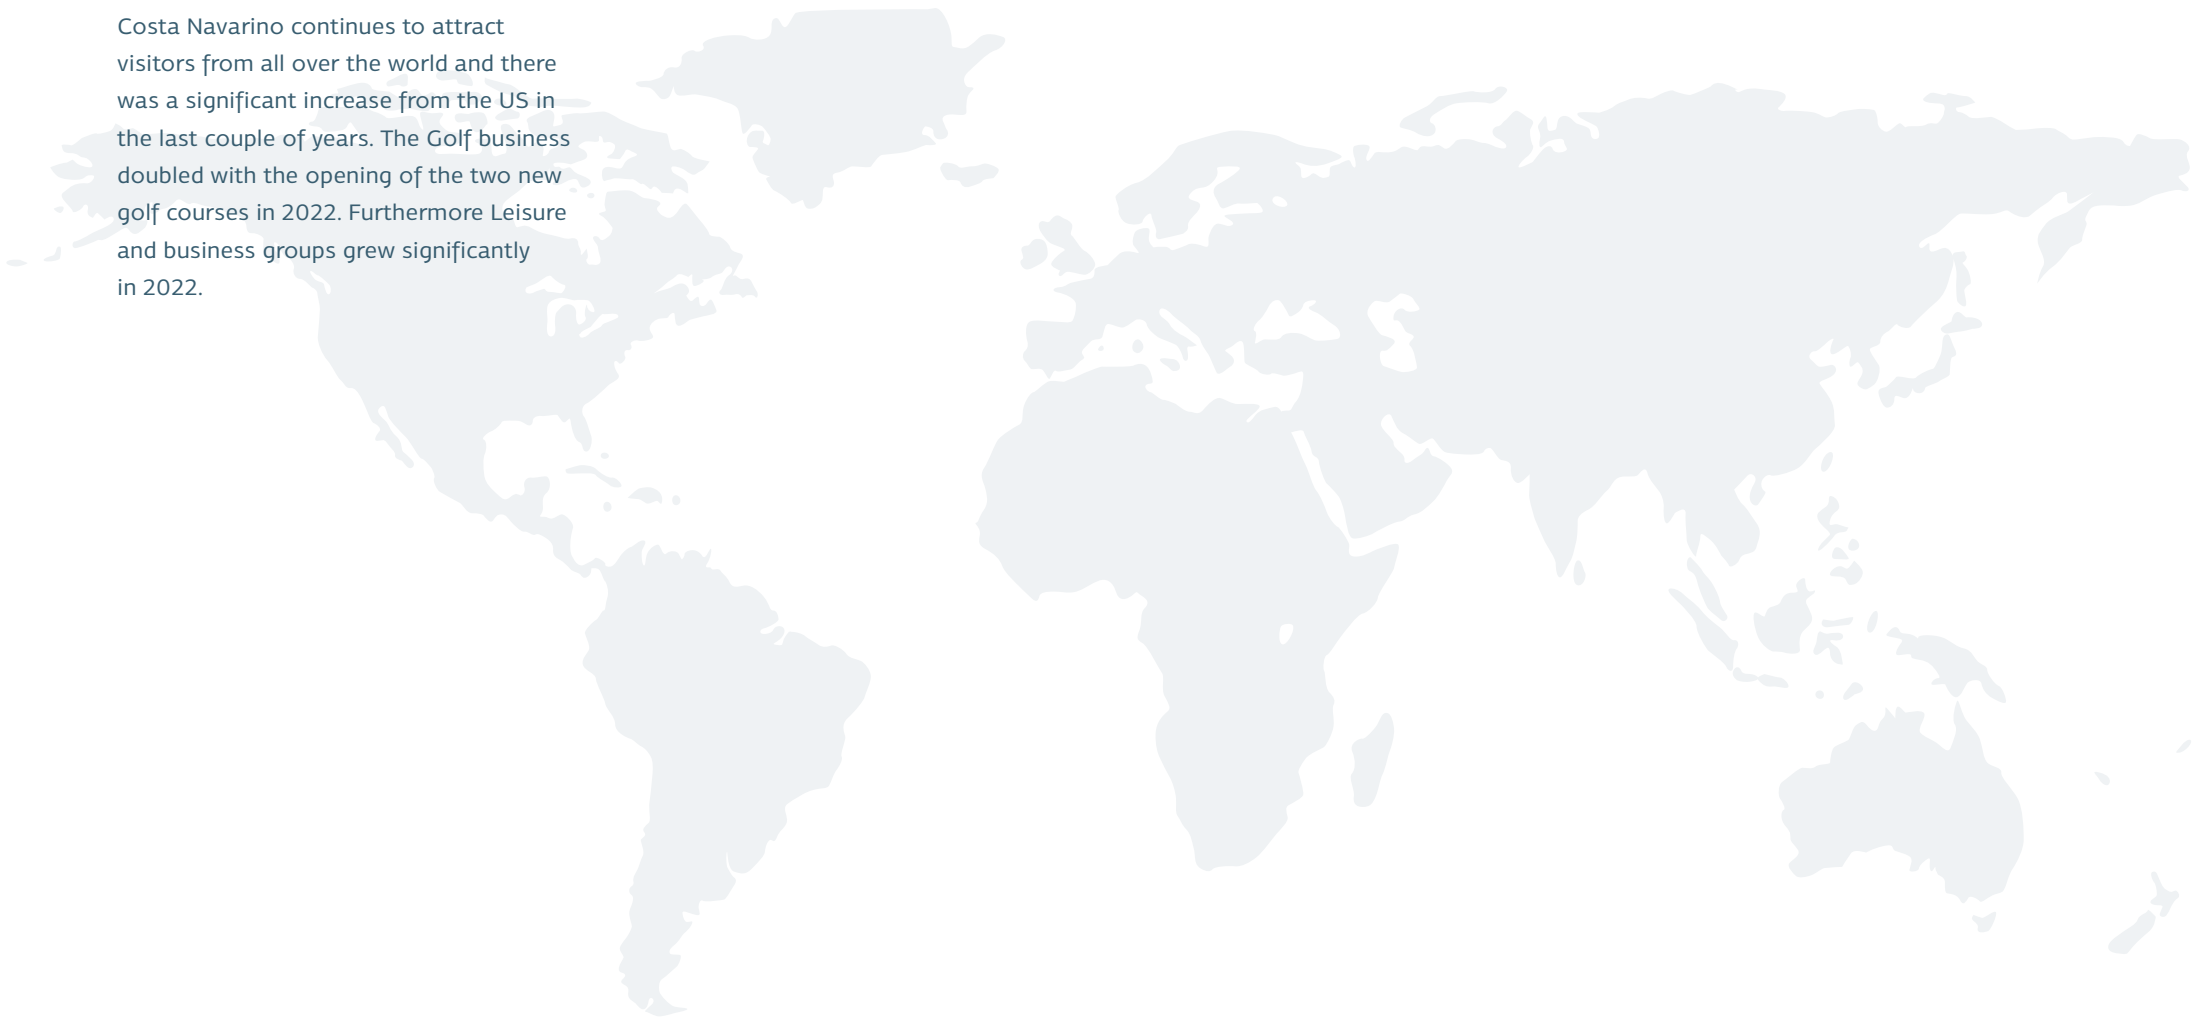 Costa Navarino continues to attract
visitors from all over the world and there
was a significant increase from the US in
the last couple of years. The Golf business
doubled with the opening of the two new
golf courses in 2022. Furthermore Leisure
and business groups grew significantly
in 2022.